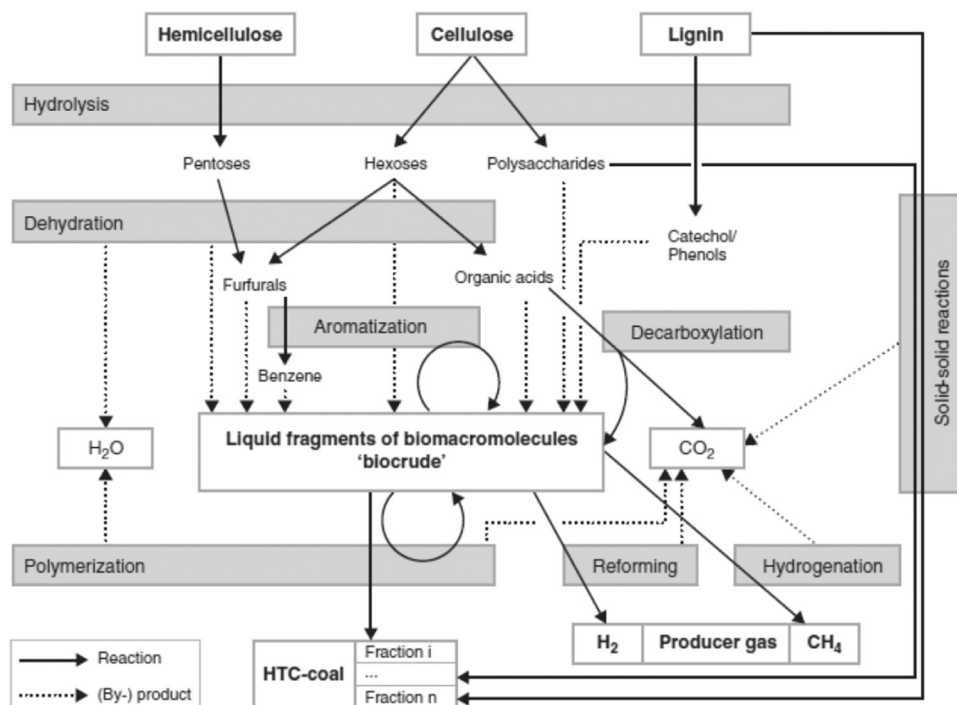 Hemicellulose
Cellulose
Lignin
Hydrolysis
Pentoses
Hexoses
Polysaccharides
Dehydration
Catechol/
Phenols
Furfurals
Organic acids
Aromatization
Decarboxylation
Solid-solid reactions
Benzene
Liquid fragments of biomacromolecules
'biocrude'
H₂O
CO₂
Polymerization
Reforming
Hydrogenation
H₂
Producer gas
CH₄
Reaction
(By-) product
HTC-coal
Fraction i
...
Fraction n